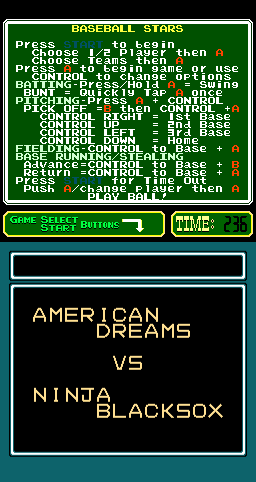 BASEBALL STARS
Press START to begin
Choose 1/2 Player then A
Choose Teams then A
Press A to begin game or use
CONTROL to change options
BATTING-Press/Hold A = Swing
BUNT = Quickly Tap A once
PITCHING-Press A + CONTROL
PICK OFF =B then CONTROL +A
CONTROL RIGHT = 1st Base
CONTROL UP = 2nd Base
CONTROL LEFT = 3rd Base
CONTROL DOWN = Home
FIELDING-CONTROL to Base + A
BASE RUNNING/STEALING
Advance=CONTROL to Base + B
Return =CONTROL to Base + A
Press START for Time Out
Push A/change player then A
PLAY BALL!
GAME SELECT
START BUTTONS
TIME: 236
AMERICAN
DREAMS
VS
NINJA
BLACKSOX